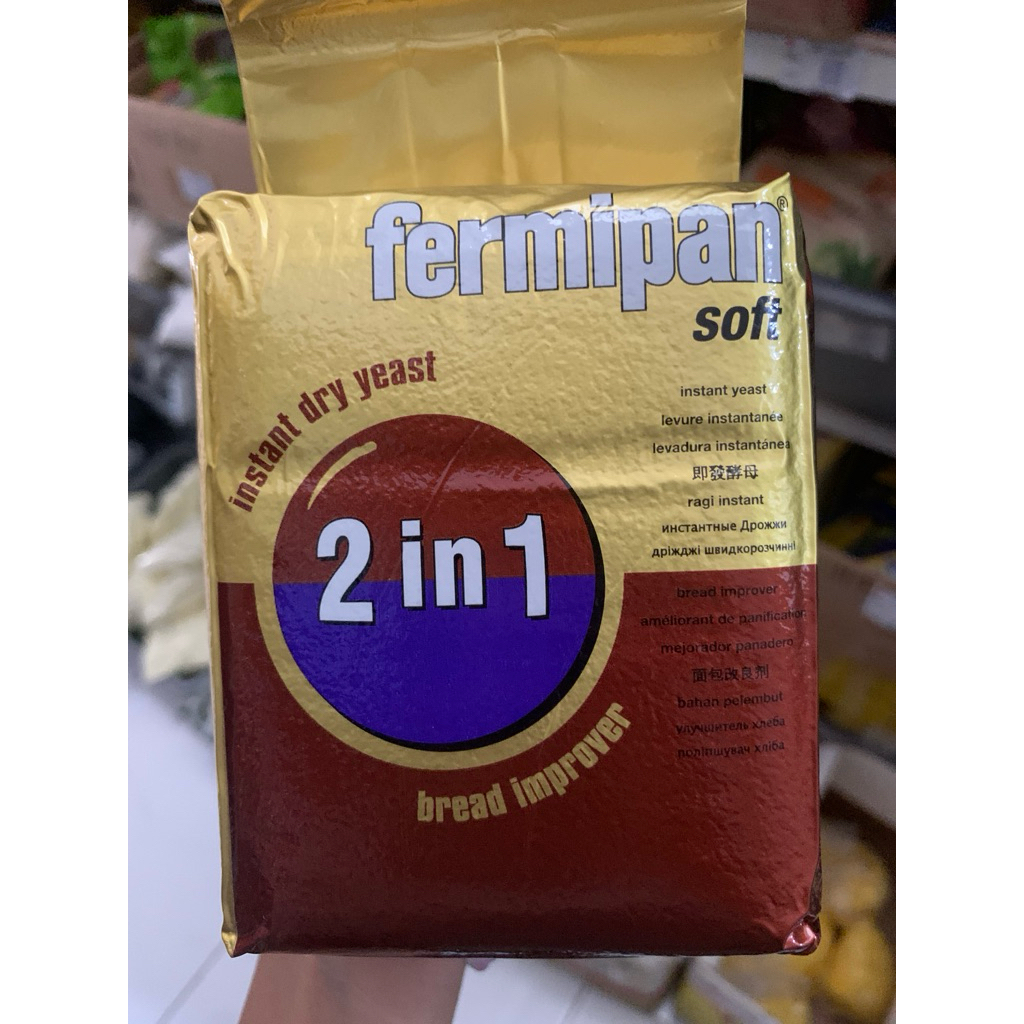 fermipan®
soft
instant dry yeast
2 in 1
bread improver
instant yeast
levure instantanée
levadura instantánea
即發酵母
ragi instant
инстантные Дрожжи
дріжджі швидкорозчинні
bread improver
améliorant de panification
mejorador panadero
面包改良剂
bahan pelembut
улучшитель хлеба
поліпшувач хліба